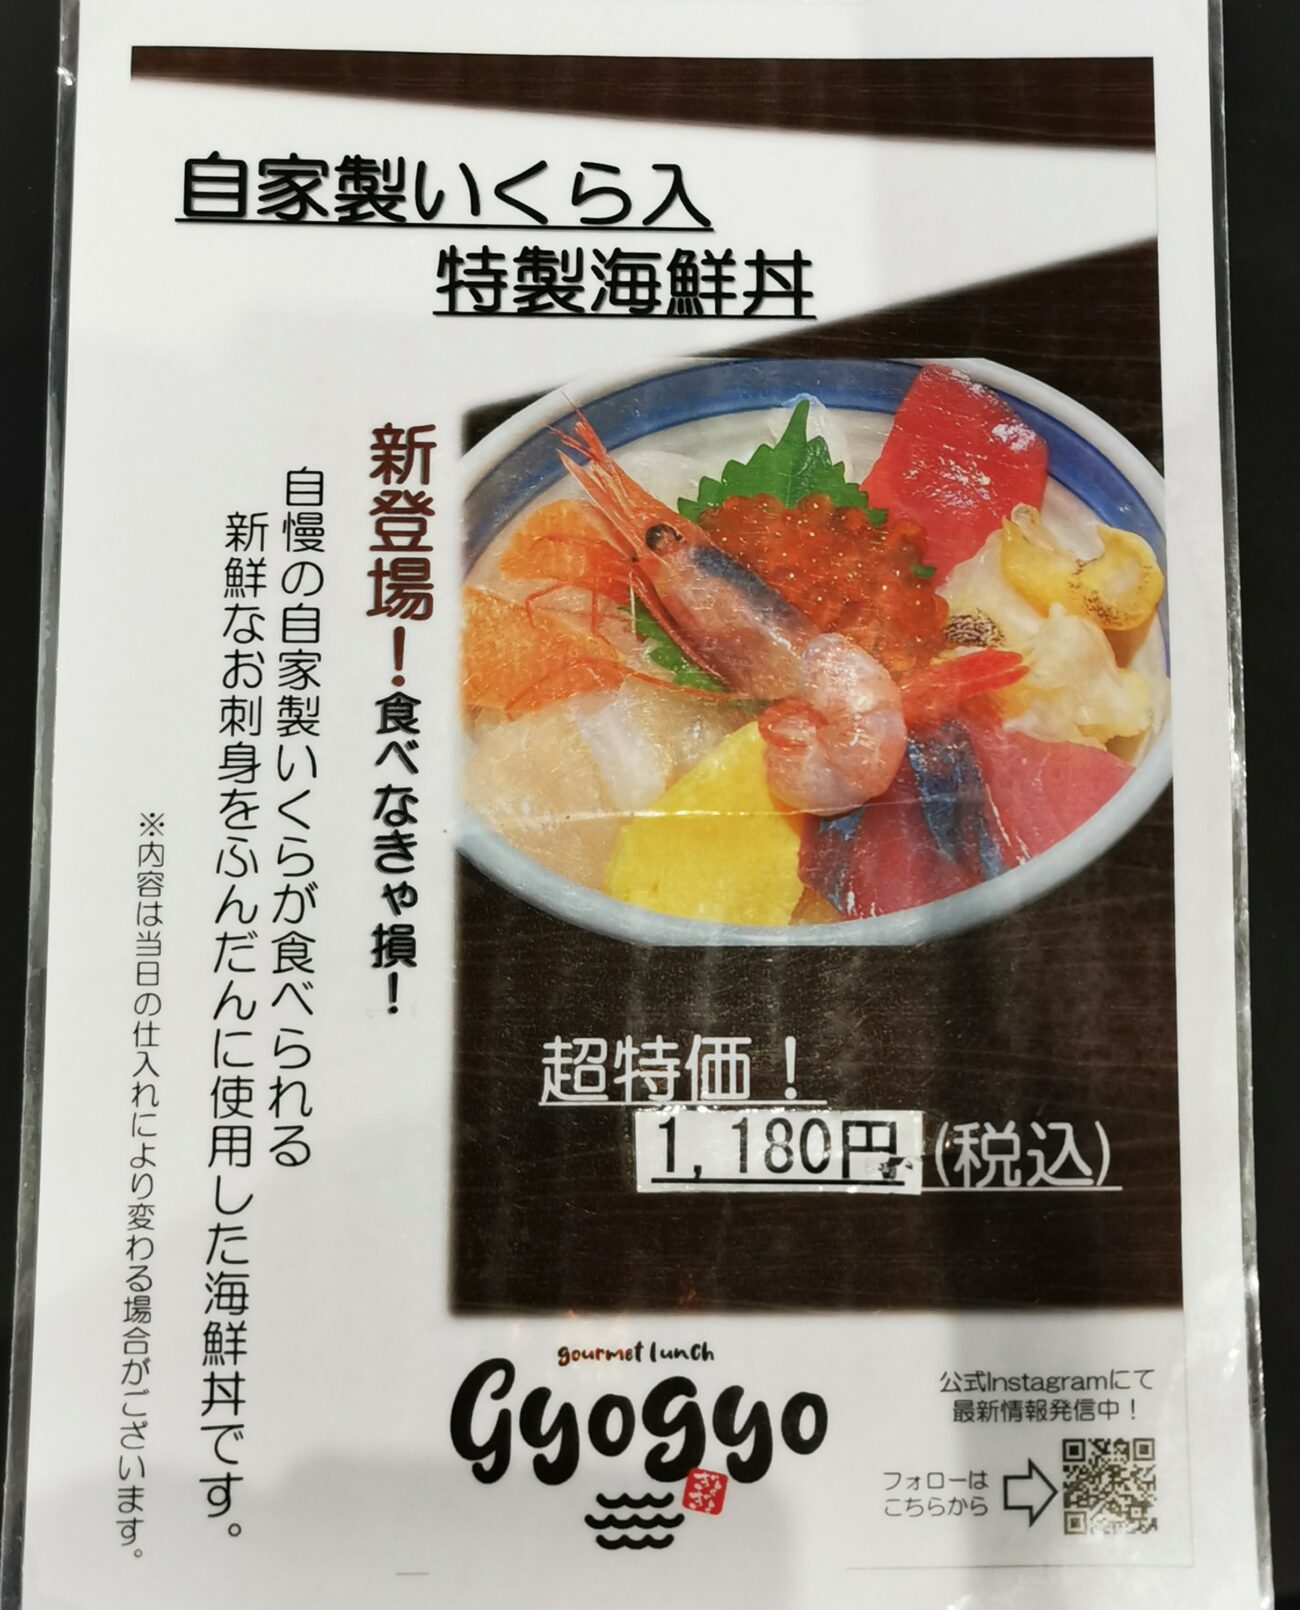 自家製いくら入
特製海鮮丼
新登場！食べなきゃ損！
自慢の自家製いくらが食べられる
新鮮なお刺身をふんだんに使用した海鮮丼です。
※内容は当日の仕入れにより変わる場合がございます。
超特価！
1,180円(税込)
gourmet lunch
Gyogyo
ぎょぎょ
公式Instagramにて
最新情報発信中！
フォローは
こちらから